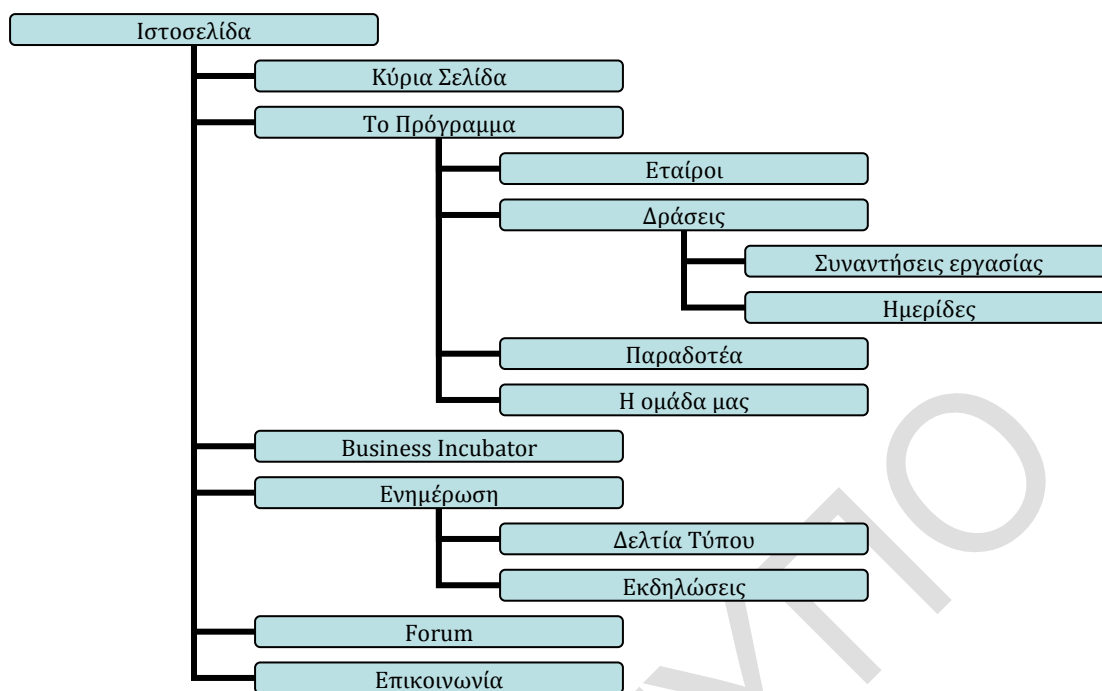 Ιστοσελίδα
Κύρια Σελίδα
Το Πρόγραμμα
Εταίροι
Δράσεις
Συναντήσεις εργασίας
Ημερίδες
Παραδοτέα
Η ομάδα μας
Business Incubator
Ενημέρωση
Δελτία Τύπου
Εκδηλώσεις
Forum
Επικοινωνία